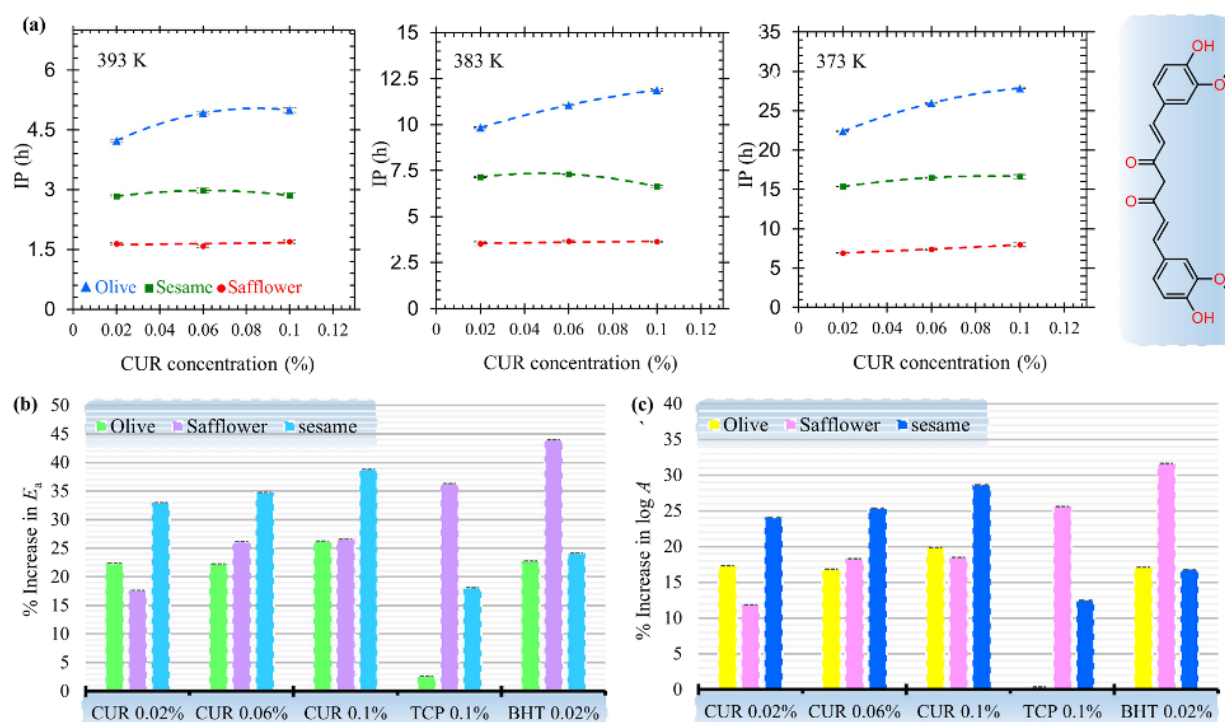 (a)
393 K
IP (h)
6
4.5
3
1.5
0
0 0.02 0.04 0.06 0.08 0.1 0.12
CUR concentration (%)
Olive Sesame Safflower
383 K
IP (h)
15
12.5
10
7.5
5
2.5
0
0 0.02 0.04 0.06 0.08 0.1 0.12
CUR concentration (%)
373 K
IP (h)
35
30
25
20
15
10
5
0
0 0.02 0.04 0.06 0.08 0.1 0.12
CUR concentration (%)
OH
O
O
O
O
OH
(b)
Olive Safflower sesame
% Increase in Ea
50
45
40
35
30
25
20
15
10
5
0
CUR 0.02% CUR 0.06% CUR 0.1% TCP 0.1% BHT 0.02%
(c)
Olive Safflower sesame
% Increase in log A
40
35
30
25
20
15
10
5
0
CUR 0.02% CUR 0.06% CUR 0.1% TCP 0.1% BHT 0.02%